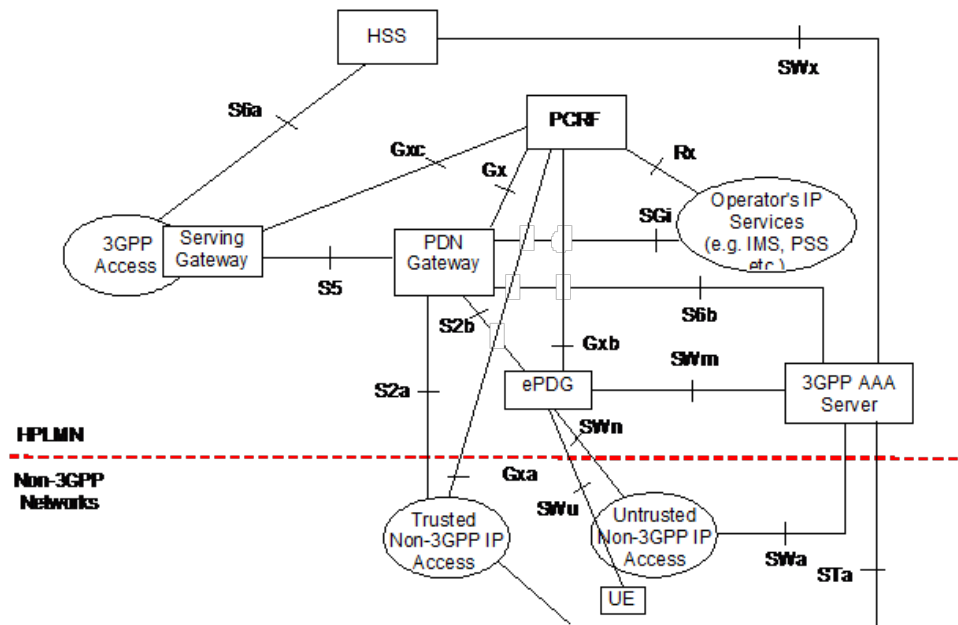 HSS
SWx
S6a
PCRF
Gxc
Gx
Rx
Operator's IP
Services
(e.g. IMS, PSS
etc.)
SGi
3GPP
Access
Serving
Gateway
PDN
Gateway
S5
S2b
S6b
Gxb
SWm
ePDG
3GPP AAA
Server
S2a
SWn
HPLMN
Non-3GPP
Networks
Gxa
SWu
Trusted
Non-3GPP IP
Access
Untrusted
Non-3GPP IP
Access
SWa
STa
UE